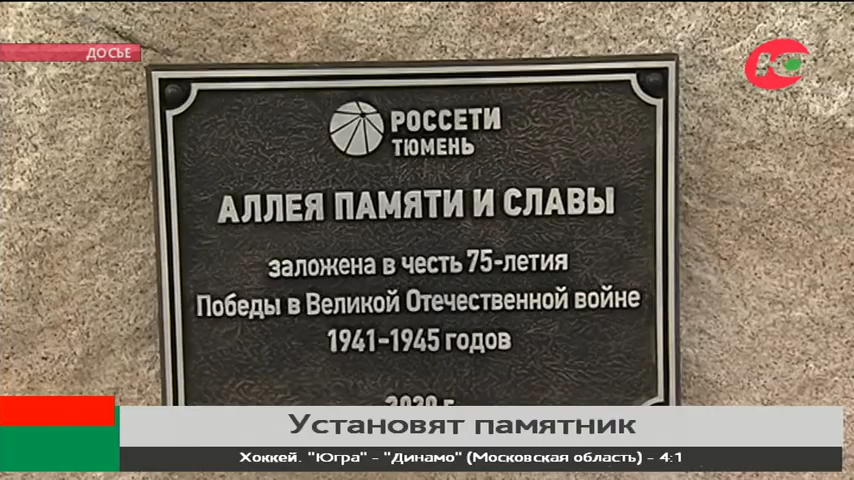 ДОСЬЕ
РОССЕТИ
ТЮМЕНЬ
АЛЛЕЯ ПАМЯТИ И СЛАВЫ
заложена в честь 75-летия
Победы в Великой Отечественной войне
1941-1945 годов
2020 г.
Установят памятник
Хоккей. "Югра" - "Динамо" (Московская область) - 4:1